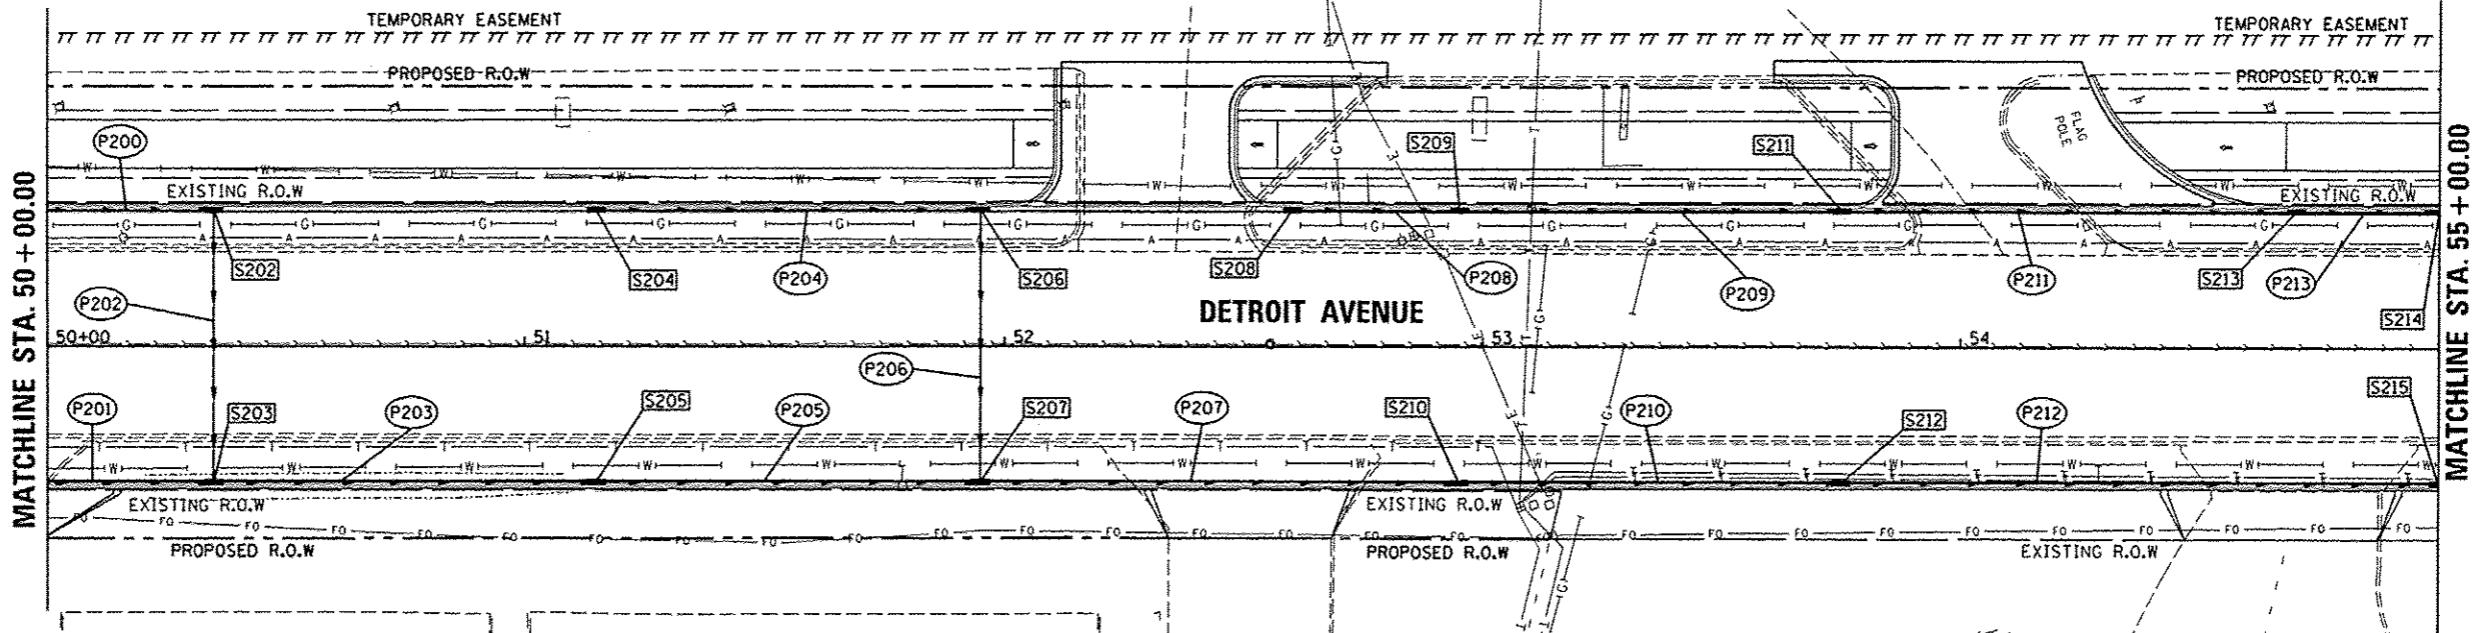 TEMPORARY EASEMENT
TEMPORARY EASEMENT
PROPOSED R.O.W
PROPOSED R.O.W
P200
S209
S211
FLAG POLE
EXISTING R.O.W
EXISTING R.O.W
S202
S204
P204
S206
S208
P208
P209
P211
S213
P213
P202
DETROIT AVENUE
S214
50+00
51
52
53
54
P206
P201
S203
P203
S205
P205
S207
P207
S210
P210
S212
P212
S215
EXISTING R.O.W
EXISTING R.O.W
PROPOSED R.O.W
PROPOSED R.O.W
EXISTING R.O.W
MATCHLINE STA. 50+00.00
MATCHLINE STA. 55+00.00